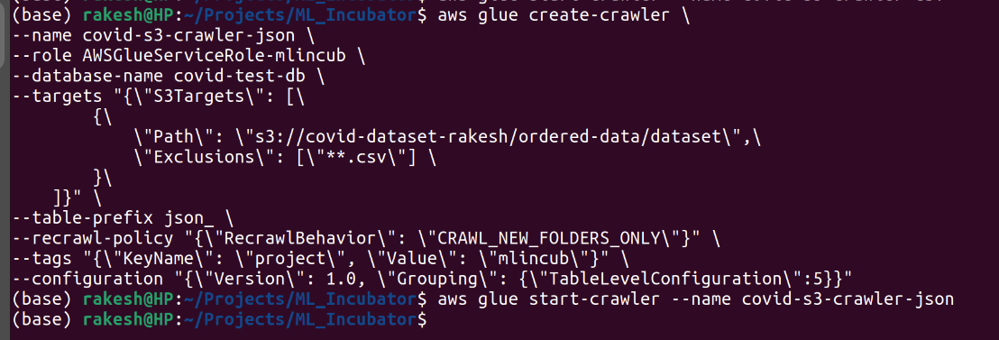 (base) rakesh@HP:~/Projects/ML_Incubator$ aws glue create-crawler \
--name covid-s3-crawler-json \
--role AWSGlueServiceRole-mlincub \
--database-name covid-test-db \
--targets "{\"S3Targets\": [\
        {\
            \"Path\": \"s3://covid-dataset-rakesh/ordered-data/dataset\",\
            \"Exclusions\": [\"**.csv\"] \
        }\
    ]}" \
--table-prefix json_ \
--recrawl-policy "{\"RecrawlBehavior\": \"CRAWL_NEW_FOLDERS_ONLY\"}" \
--tags "{\"KeyName\": \"project\", \"Value\": \"mlincub\"}" \
--configuration "{\"Version\": 1.0, \"Grouping\": {\"TableLevelConfiguration\":5}}"
(base) rakesh@HP:~/Projects/ML_Incubator$ aws glue start-crawler --name covid-s3-crawler-json
(base) rakesh@HP:~/Projects/ML_Incubator$